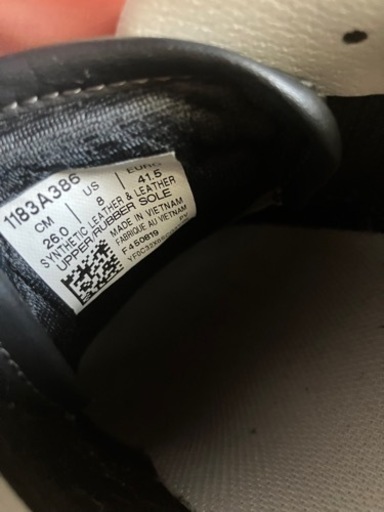 1183A386
CM | US | EURO
26.0 | 8 | 41.5
SYNTHETIC LEATHER & LEATHER
UPPER/RUBBER SOLE
MADE IN VIETNAM
FABRIQUE AU VIETNAM
F 450819